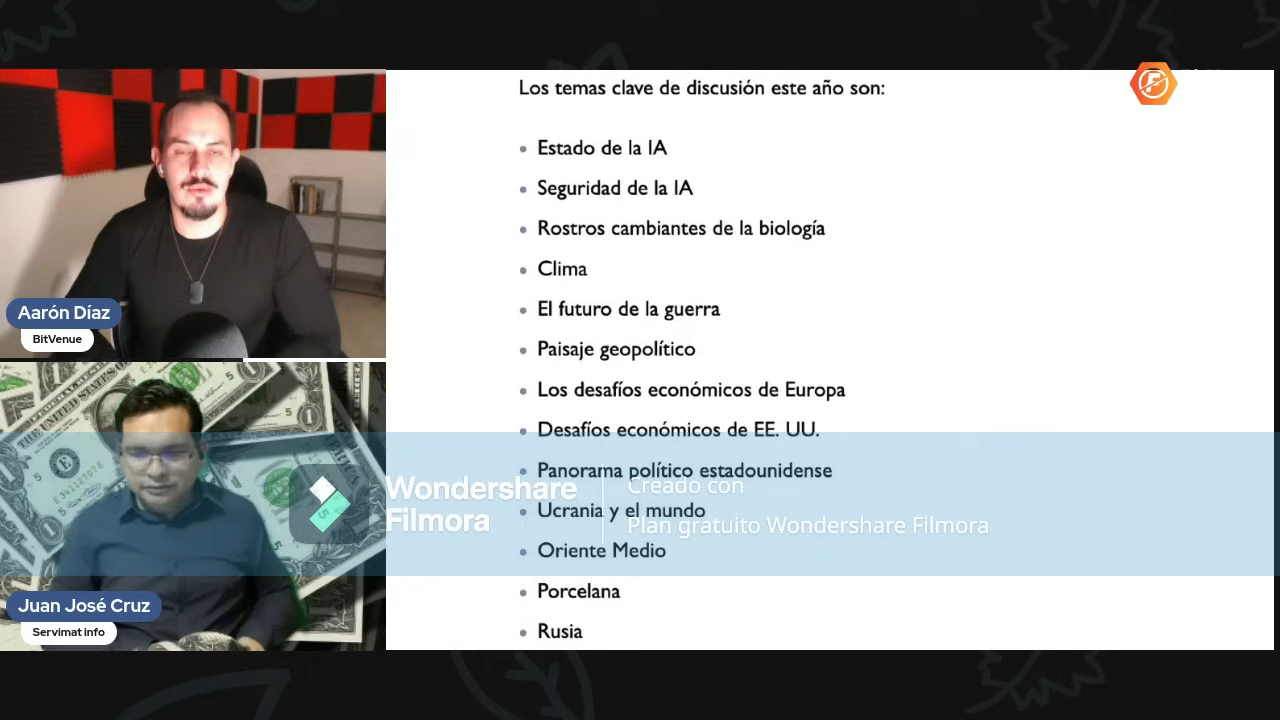 Los temas clave de discusión este año son:
Estado de la IA
Seguridad de la IA
Rostros cambiantes de la biología
Clima
El futuro de la guerra
Paisaje geopolítico
Los desafíos económicos de Europa
Desafíos económicos de EE. UU.
Panorama político estadounidense
Ucrania y el mundo
Oriente Medio
Porcelana
Rusia
Aarón Díaz
BitVenue
Juan José Cruz
Servimat info
Wondershare
Filmora
Creado con
Plan gratuito Wondershare Filmora